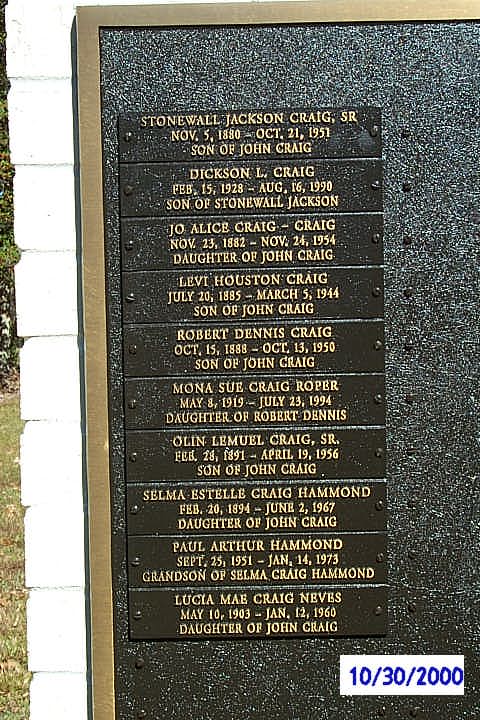 STONEWALL JACKSON CRAIG, SR
NOV. 5, 1880 - OCT. 21, 1951
SON OF JOHN CRAIG
DICKSON L. CRAIG
FEB. 15, 1928 - AUG. 16, 1990
SON OF STONEWALL JACKSON
JO ALICE CRAIG - CRAIG
NOV. 23, 1882 - NOV. 24, 1954
DAUGHTER OF JOHN CRAIG
LEVI HOUSTON CRAIG
JULY 20, 1885 - MARCH 5, 1944
SON OF JOHN CRAIG
ROBERT DENNIS CRAIG
OCT. 15, 1888 - OCT. 13, 1950
SON OF JOHN CRAIG
MONA SUE CRAIG ROPER
MAY 8, 1919 - JULY 23, 1994
DAUGHTER OF ROBERT DENNIS
OLIN LEMUEL CRAIG, SR.
FEB. 28, 1891 - APRIL 19, 1956
SON OF JOHN CRAIG
SELMA ESTELLE CRAIG HAMMOND
FEB. 20, 1894 - JUNE 2, 1967
DAUGHTER OF JOHN CRAIG
PAUL ARTHUR HAMMOND
SEPT. 25, 1951 - JAN. 14, 1973
GRANDSON OF SELMA CRAIG HAMMOND
LUCIA MAE CRAIG NEVES
MAY 10, 1903 - JAN. 12, 1960
DAUGHTER OF JOHN CRAIG
10/30/2000